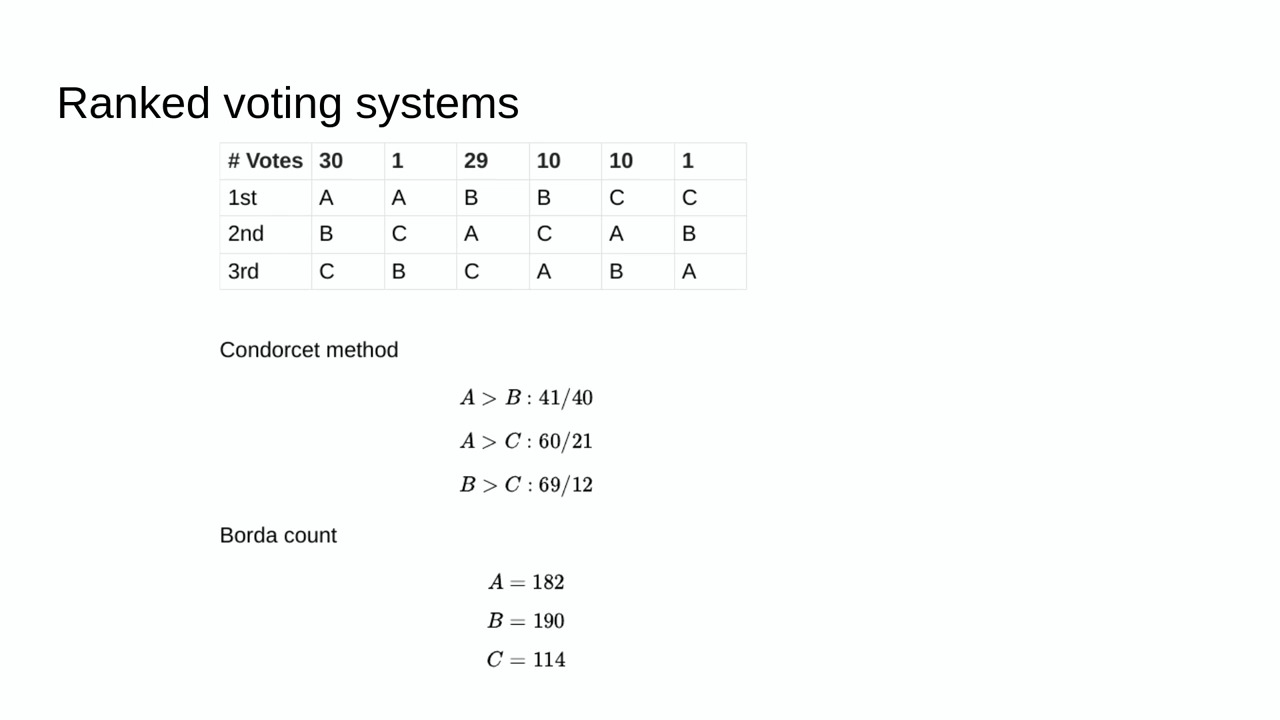 Ranked voting systems
# Votes 30 1 29 10 10 1
1st A A B B C C
2nd B C A C A B
3rd C B C A B A
Condorcet method
A > B : 41/40
A > C : 60/21
B > C : 69/12
Borda count
A = 182
B = 190
C = 114